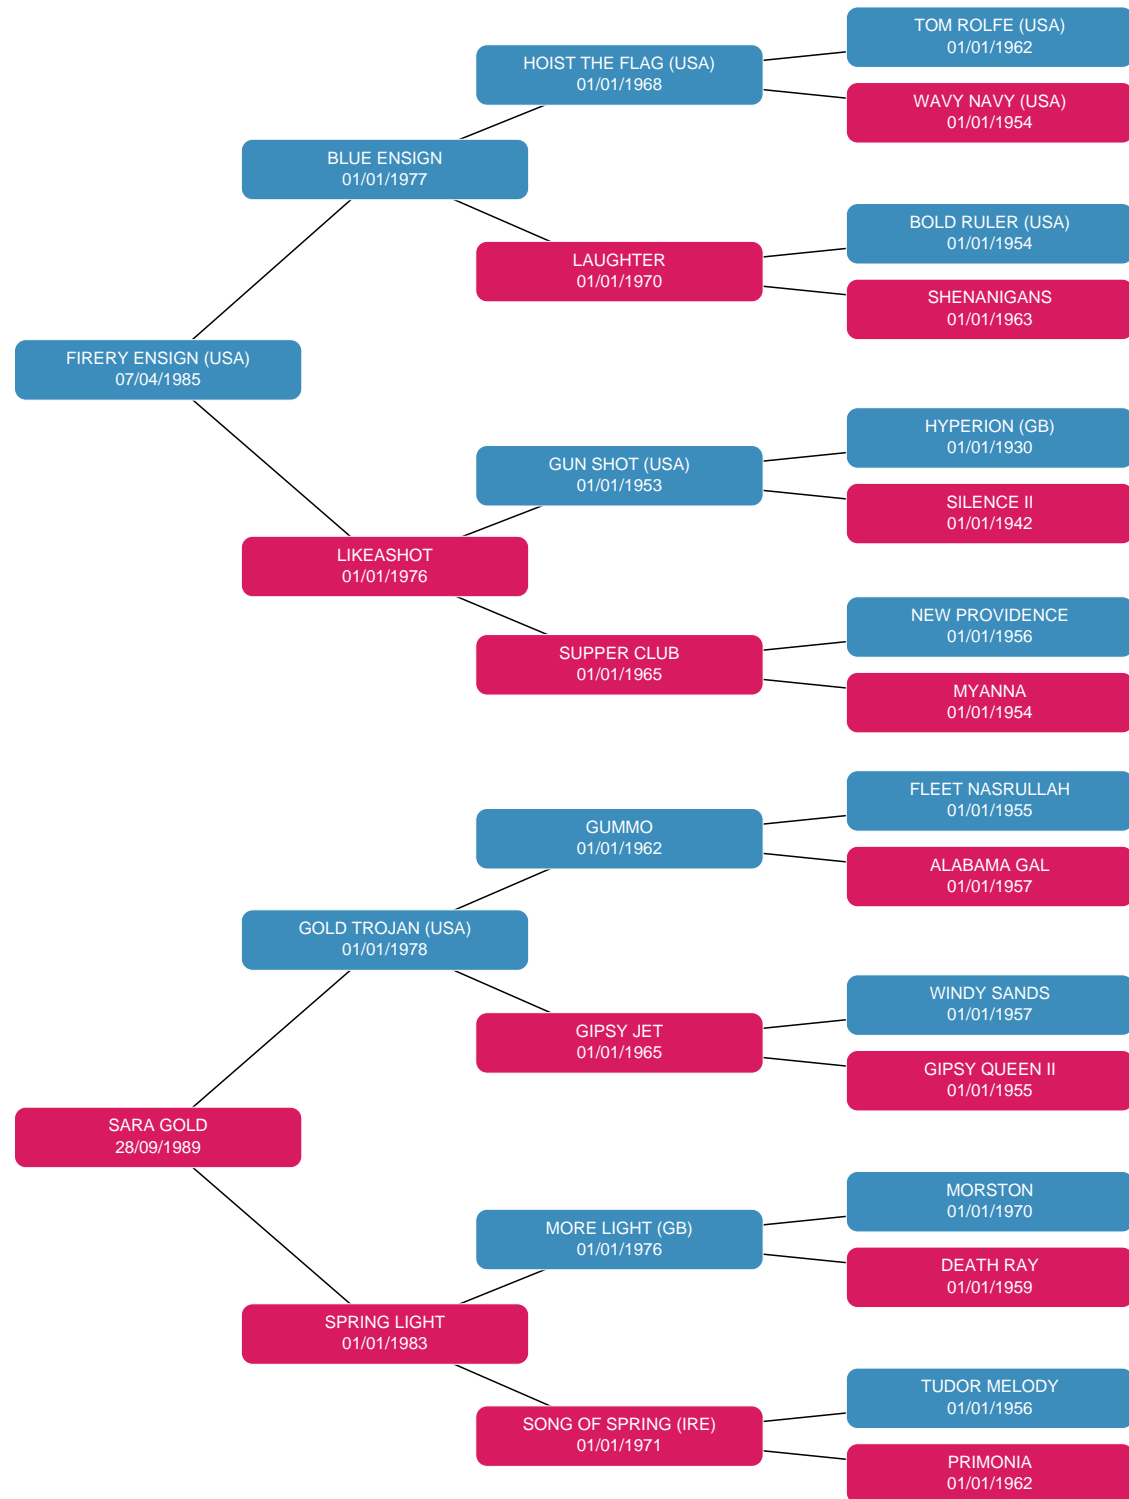 TOM ROLFE (USA)
01/01/1962
HOIST THE FLAG (USA)
01/01/1968
WAVY NAVY (USA)
01/01/1954
BLUE ENSIGN
01/01/1977
BOLD RULER (USA)
01/01/1954
LAUGHTER
01/01/1970
SHENANIGANS
01/01/1963
FIRERY ENSIGN (USA)
07/04/1985
HYPERION (GB)
01/01/1930
GUN SHOT (USA)
01/01/1953
SILENCE II
01/01/1942
LIKEASHOT
01/01/1976
NEW PROVIDENCE
01/01/1956
SUPPER CLUB
01/01/1965
MYANNA
01/01/1954
FLEET NASRULLAH
01/01/1955
GUMMO
01/01/1962
ALABAMA GAL
01/01/1957
GOLD TROJAN (USA)
01/01/1978
WINDY SANDS
01/01/1957
GIPSY JET
01/01/1965
GIPSY QUEEN II
01/01/1955
SARA GOLD
28/09/1989
MORSTON
01/01/1970
MORE LIGHT (GB)
01/01/1976
DEATH RAY
01/01/1959
SPRING LIGHT
01/01/1983
TUDOR MELODY
01/01/1956
SONG OF SPRING (IRE)
01/01/1971
PRIMONIA
01/01/1962